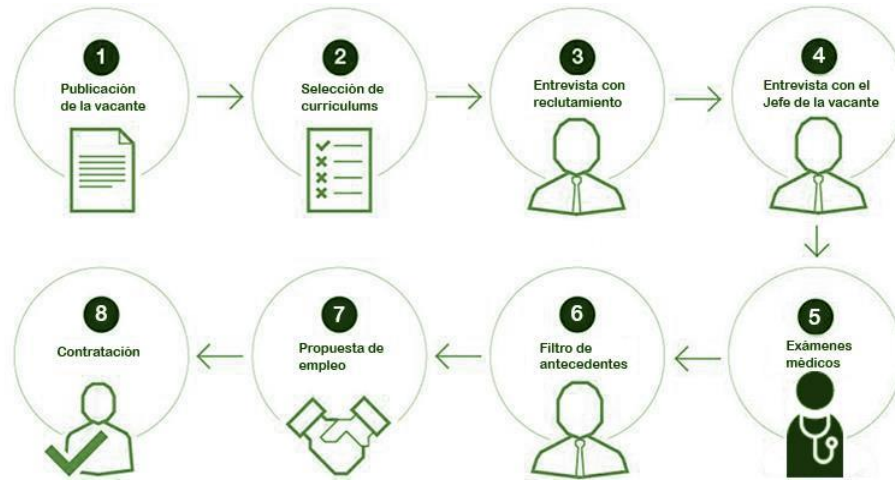 1
Publicación
de la vacante
2
Selección de
curriculums
3
Entrevista con
reclutamiento
4
Entrevista con el
Jefe de la vacante
5
Exámenes
médicos
6
Filtro de
antecedentes
7
Propuesta de
empleo
8
Contratación